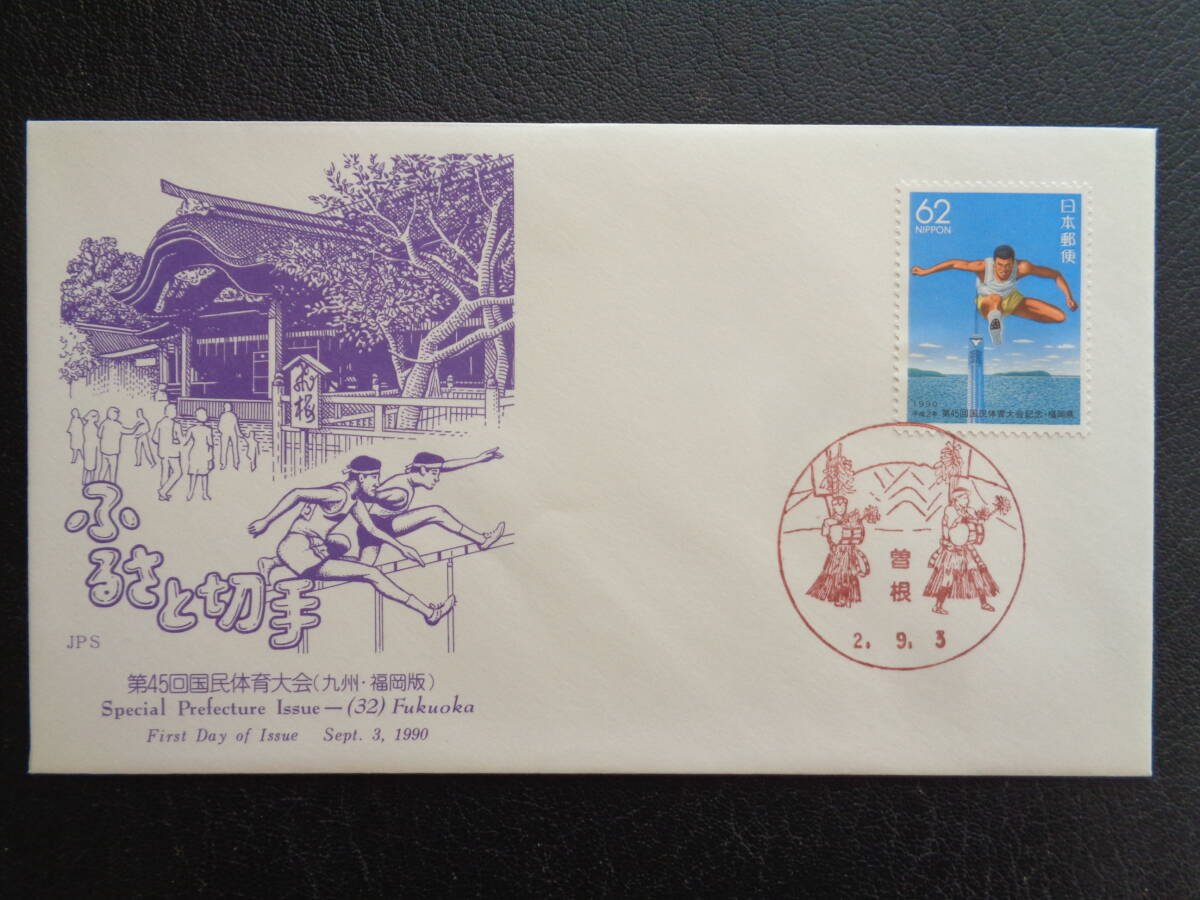 飛梅
ふるさと切手
JPS
第45回国民体育大会(九州・福岡版)
Special Prefecture Issue—(32) Fukuoka
First Day of Issue Sept. 3, 1990
62
NIPPON
日本郵便
1990
平成2年 第45回国民体育大会記念・福岡県
曽根
2. 9. 3